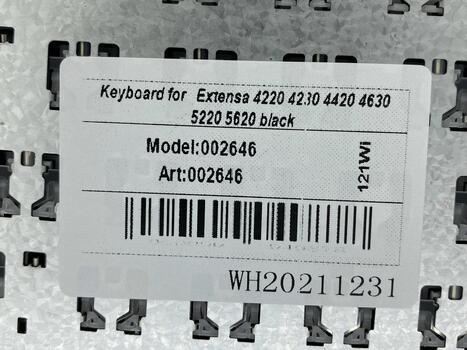 Keyboard for Extensa 4220 4230 4420 4630
5220 5620 black
Model:002646
Art:002646
121Wi
WH20211231